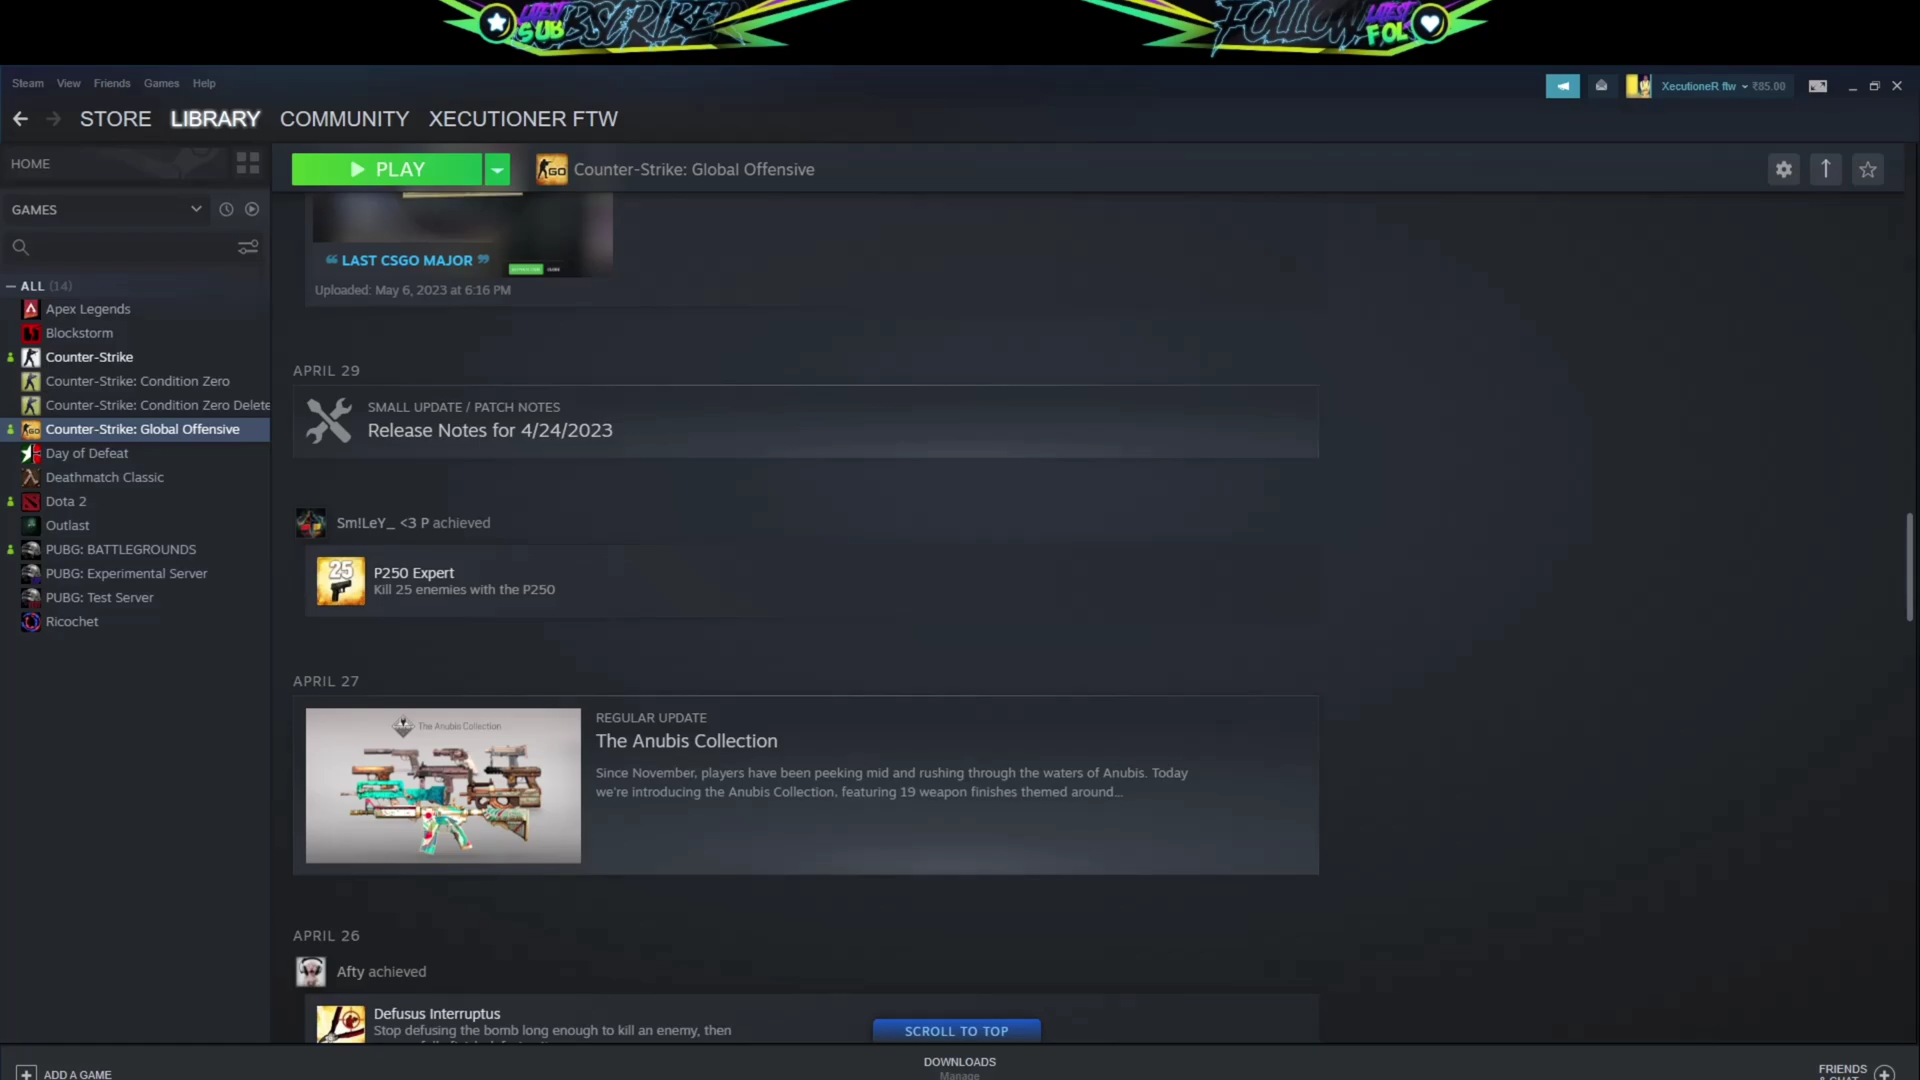 LATEST
SUB
SUBSCRIBED
FOLLOW
LATEST
FOL
Steam View Friends Games Help
XecutioneR ftw ₹85.00
STORE LIBRARY COMMUNITY XECUTIONER FTW
HOME
PLAY
GO Counter-Strike: Global Offensive
GAMES
ALL (14)
Apex Legends
Blockstorm
Counter-Strike
Counter-Strike: Condition Zero
Counter-Strike: Condition Zero Delete
Counter-Strike: Global Offensive
Day of Defeat
Deathmatch Classic
Dota 2
Outlast
PUBG: BATTLEGROUNDS
PUBG: Experimental Server
PUBG: Test Server
Ricochet
“ LAST CSGO MAJOR ”
Uploaded: May 6, 2023 at 6:16 PM
APRIL 29
SMALL UPDATE / PATCH NOTES
Release Notes for 4/24/2023
Sm!LeY_ <3 P achieved
25
P250 Expert
Kill 25 enemies with the P250
APRIL 27
The Anubis Collection
REGULAR UPDATE
The Anubis Collection
Since November, players have been peeking mid and rushing through the waters of Anubis. Today
we're introducing the Anubis Collection, featuring 19 weapon finishes themed around...
APRIL 26
Afty achieved
Defusus Interruptus
Stop defusing the bomb long enough to kill an enemy, then
SCROLL TO TOP
ADD A GAME
DOWNLOADS
Manage
FRIENDS
& CHAT